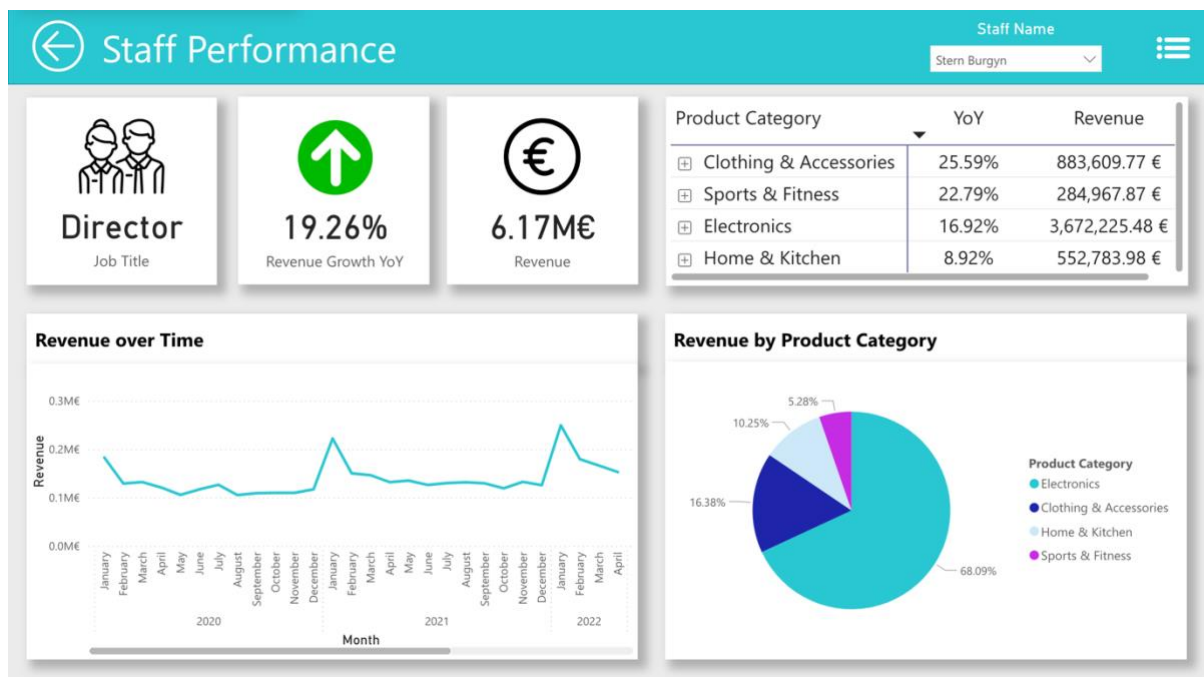 Staff Performance
Staff Name
Stern Burgyn
Director
Job Title
19.26%
Revenue Growth YoY
€
6.17M€
Revenue
Product Category YoY Revenue
Clothing & Accessories 25.59% 883,609.77 €
Sports & Fitness 22.79% 284,967.87 €
Electronics 16.92% 3,672,225.48 €
Home & Kitchen 8.92% 552,783.98 €
Revenue over Time
0.3M€
0.2M€
0.1M€
0.0M€
Revenue
January February March April May June July August September October November December January February March April May June July August September October November December January February March April
2020 2021 2022
Month
Revenue by Product Category
5.28%
10.25%
16.38%
68.09%
Product Category
Electronics
Clothing & Accessories
Home & Kitchen
Sports & Fitness